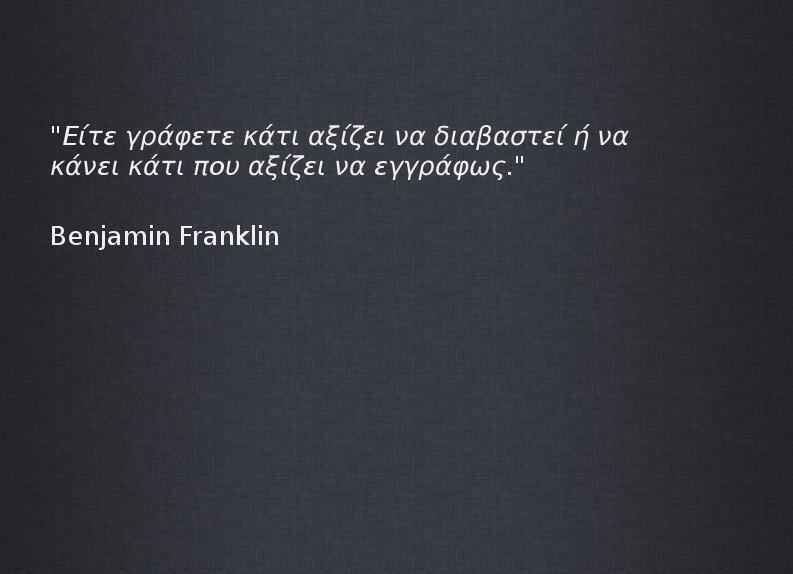 "Είτε γράφετε κάτι αξίζει να διαβαστεί ή να
κάνει κάτι που αξίζει να εγγράφως."
Benjamin Franklin